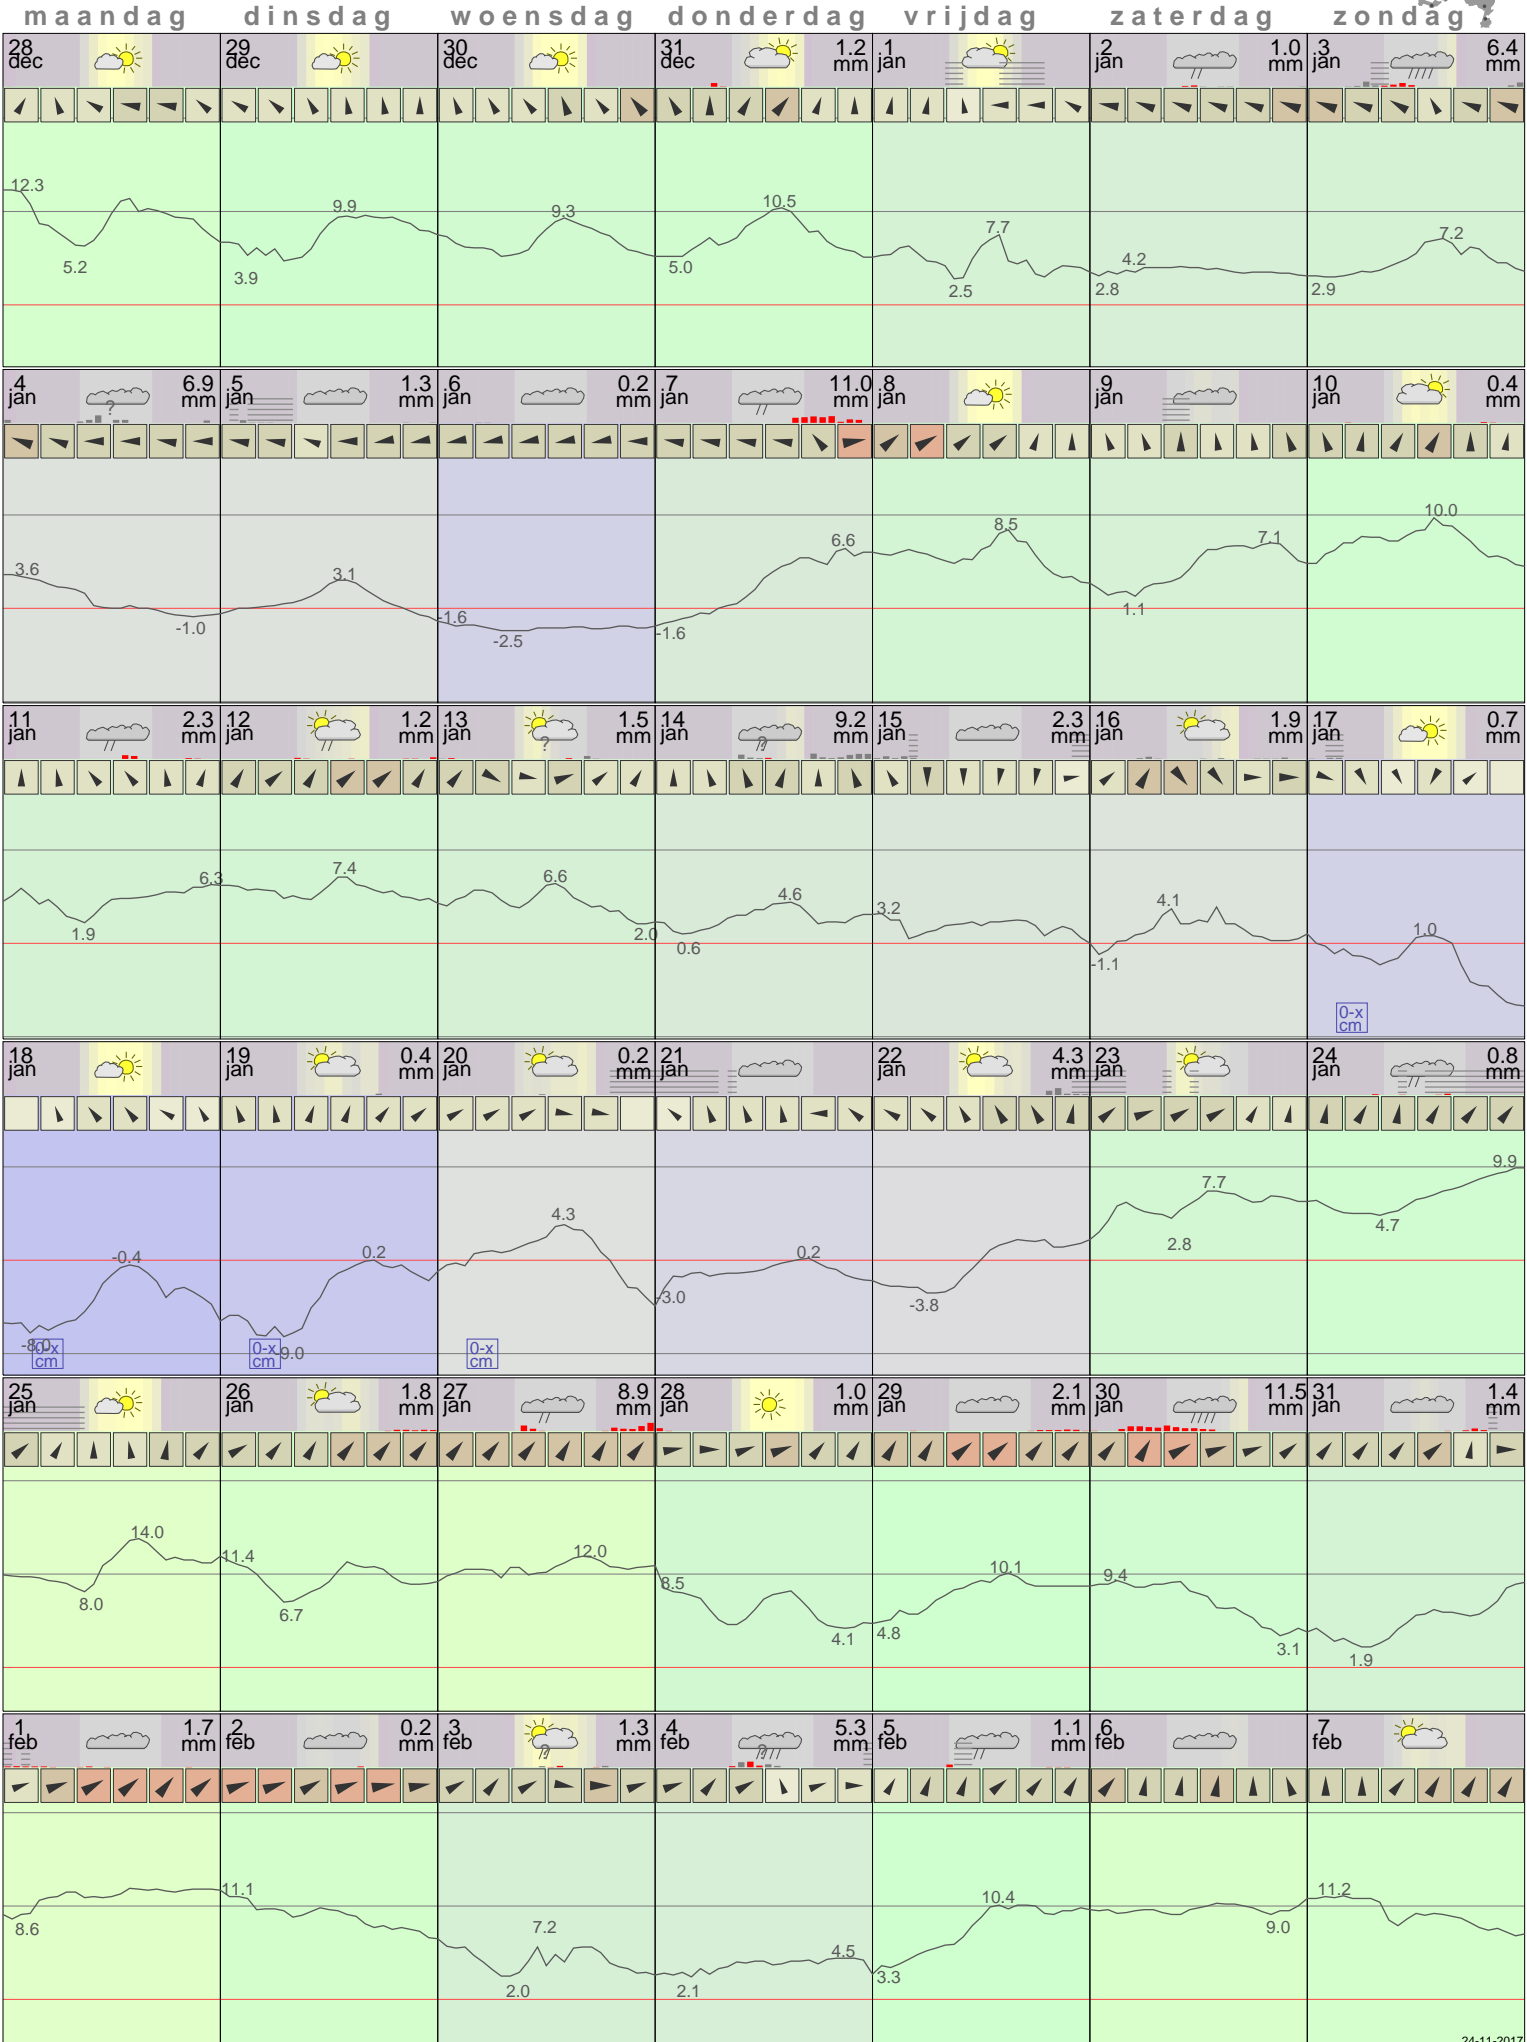 maandag dinsdag woensdag donderdag vrijdag zaterdag zondag
28 29 30 31 1.2 1 2 1.0 3 6.4
dec dec dec dec mm jan jan mm jan mm
12.3 9.9 9.3 10.5 7.7 4.2 7.2
5.2 3.9 5.0 2.5 2.8 2.9
4 6.9 5 1.3 6 0.2 7 11.0 8 9 10 0.4
jan mm jan mm jan mm jan mm jan jan jan mm
?
3.6 3.1 -1.6 6.6 8.5 7.1 10.0
-1.0 -2.5 -1.6 1.1
11 2.3 12 1.2 13 1.5 14 9.2 15 2.3 16 1.9 17 0.7
jan mm jan mm jan mm jan mm jan mm jan mm jan mm
? ?
6.3 7.4 6.6 4.6 3.2 4.1 1.0
1.9 2.0 0.6 -1.1
0-x
cm
18 19 0.4 20 0.2 21 22 4.3 23 24 0.8
jan jan mm jan mm jan jan mm jan jan mm
-0.4 0.2 4.3 0.2 7.7 9.9
-8.0 -9.0 -3.0 -3.8 2.8 4.7
0-x 0-x 0-x
cm cm cm
25 26 1.8 27 8.9 28 1.0 29 2.1 30 11.5 31 1.4
jan jan mm jan mm jan mm jan mm jan mm jan mm
14.0 11.4 12.0 8.5 10.1 9.4
8.0 6.7 4.1 4.8 3.1 1.9
1 1.7 2 0.2 3 1.3 4 5.3 5 1.1 6 7
feb mm feb mm feb mm feb mm feb mm feb feb
? ?
11.1 7.2 4.5 10.4 11.2
8.6 2.0 2.1 3.3 9.0
24-11-2017